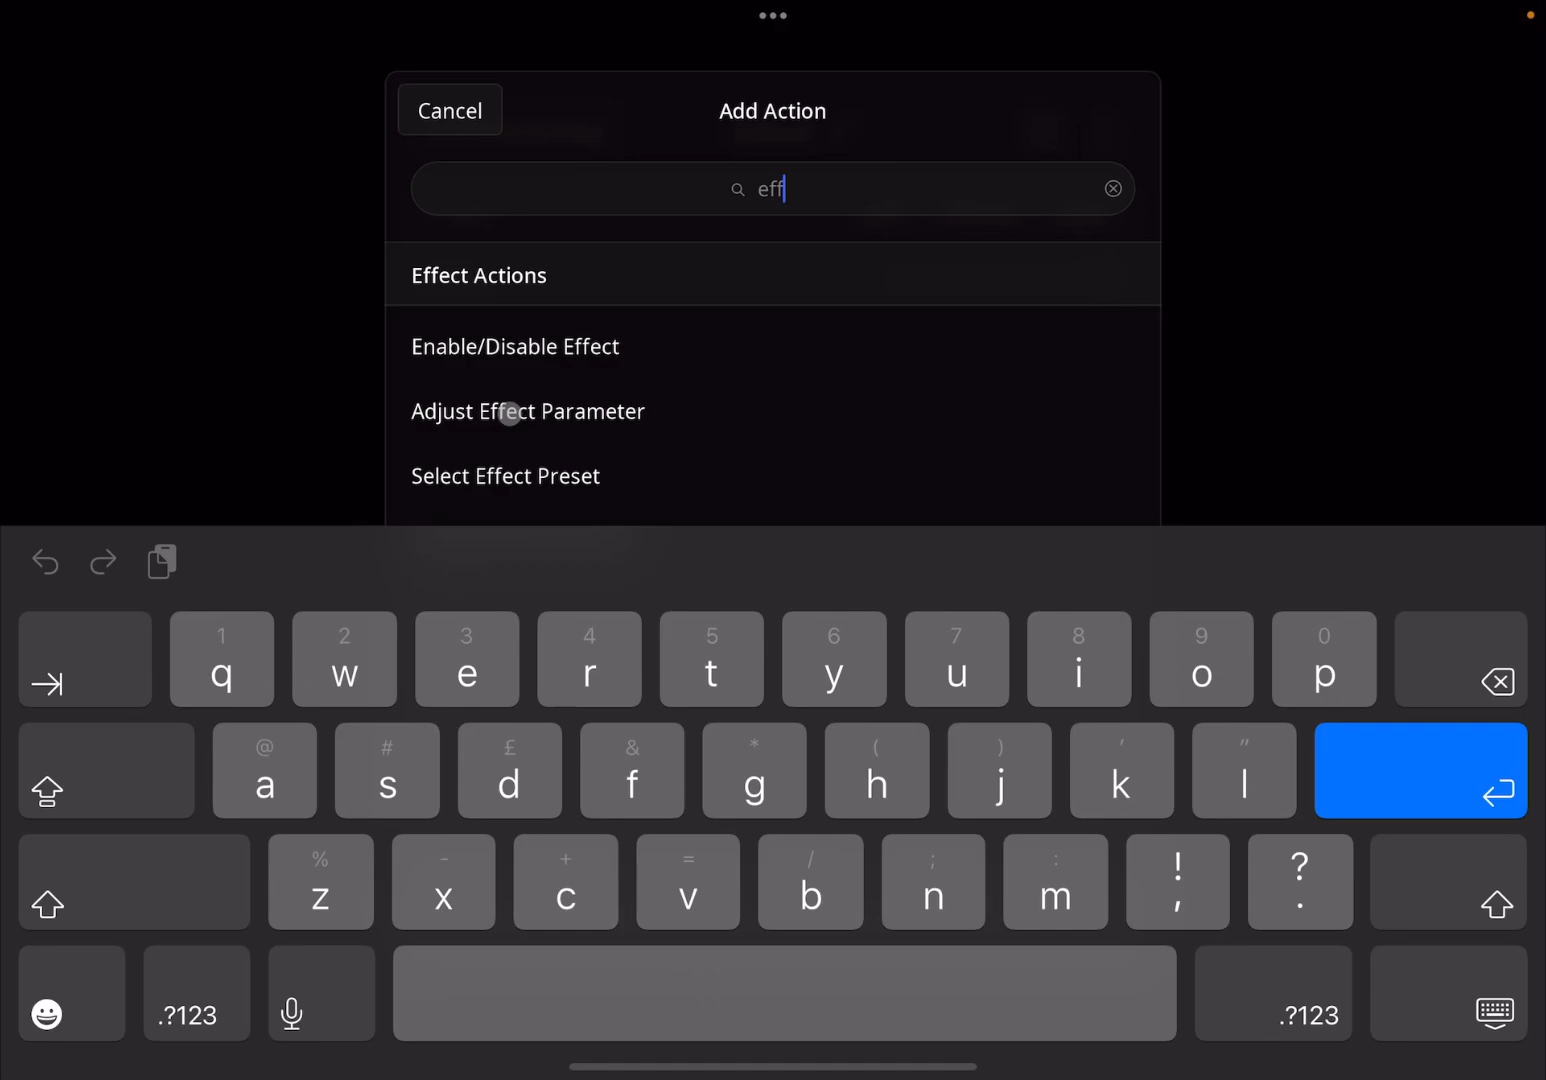 Cancel Add Action
eff
Effect Actions
Enable/Disable Effect
Adjust Effect Parameter
Select Effect Preset
1 2 3 4 5 6 7 8 9 0
q w e r t y u i o p
@ # £ & * ( ) ' "
a s d f g h j k l
% - + = / ; : ! ?
z x c v b n m , .
.?123 .?123